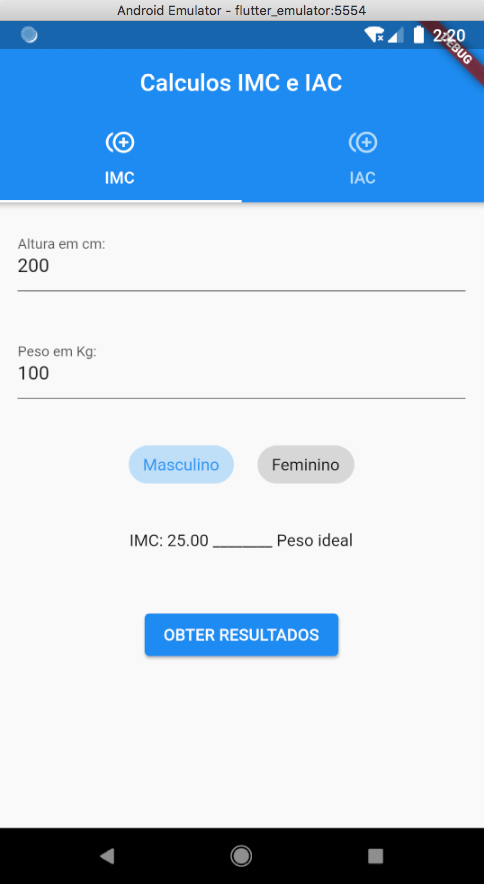 Android Emulator - flutter_emulator:5554
2:20
DEBUG
Calculos IMC e IAC
IMC IAC
Altura em cm:
200
Peso em Kg:
100
Masculino Feminino
IMC: 25.00 _______ Peso ideal
OBTER RESULTADOS